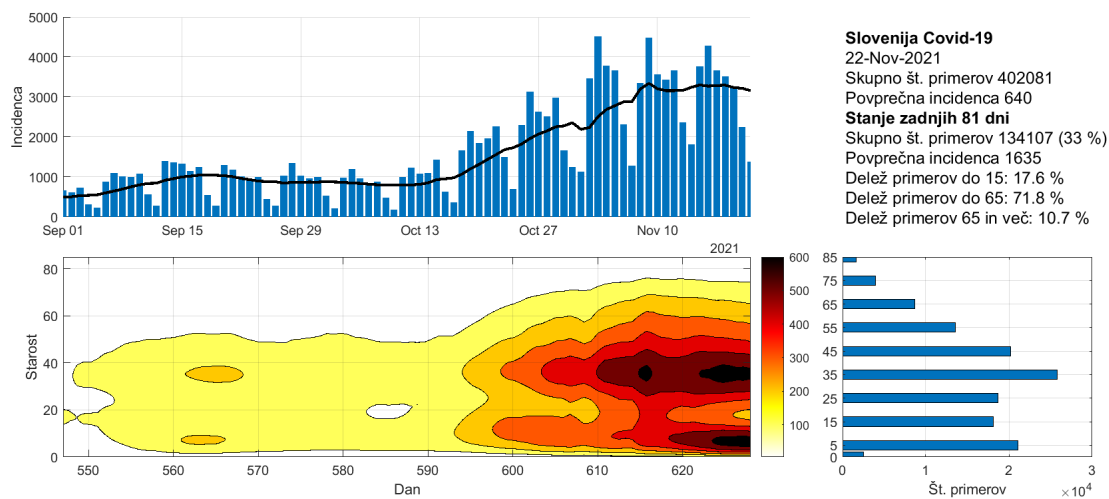 5000
4000
3000
2000
1000
0
Incidenca
Sep 01
Sep 15
Sep 29
Oct 13
Oct 27
Nov 10
2021
Slovenija Covid-19
22-Nov-2021
Skupno št. primerov 402081
Povprečna incidenca 640
Stanje zadnjih 81 dni
Skupno št. primerov 134107 (33 %)
Povprečna incidenca 1635
Delež primerov do 15: 17.6 %
Delež primerov do 65: 71.8 %
Delež primerov 65 in več: 10.7 %
80
60
40
20
0
Starost
550
560
570
580
590
600
610
620
Dan
600
500
400
300
200
100
85
75
65
55
45
35
25
15
5
0
0
1
2
3
Št. primerov
×10⁴